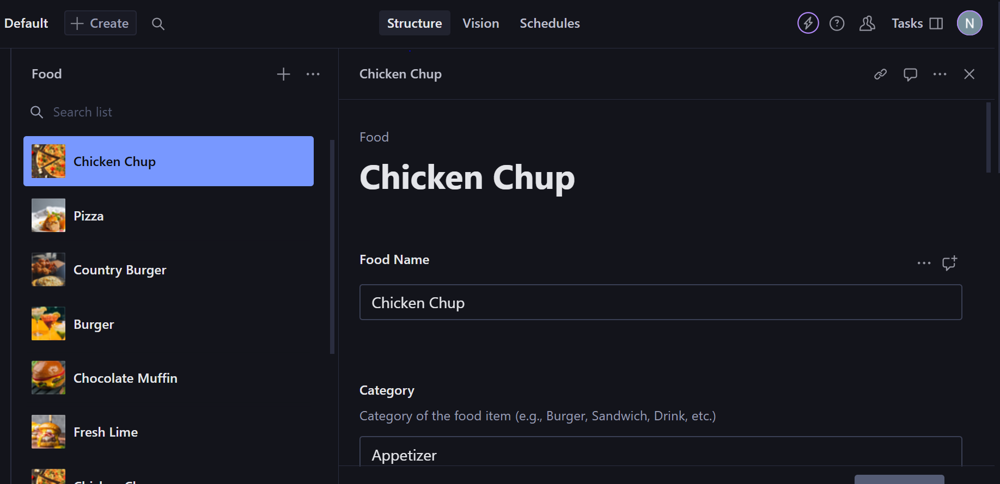 Default
Create
Structure
Vision
Schedules
Tasks
N
Food
Search list
Chicken Chup
Pizza
Country Burger
Burger
Chocolate Muffin
Fresh Lime
Chicken Chup
Food
Chicken Chup
Food Name
Chicken Chup
Category
Category of the food item (e.g., Burger, Sandwich, Drink, etc.)
Appetizer